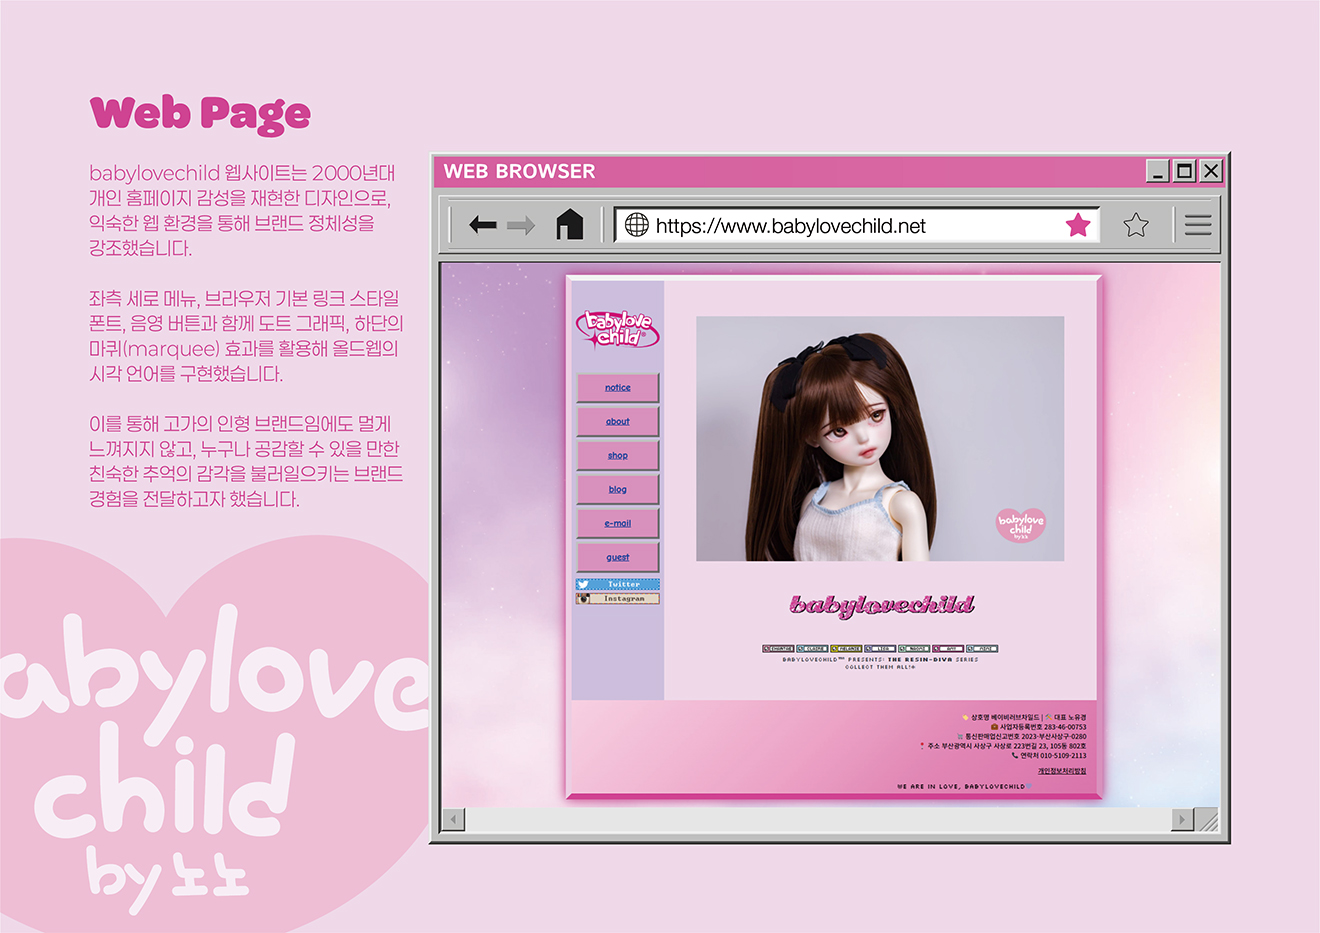 Web Page
babylovechild 웹사이트는 2000년대
개인 홈페이지 감성을 재현한 디자인으로,
익숙한 웹 환경을 통해 브랜드 정체성을
강조했습니다.
좌측 세로 메뉴, 브라우저 기본 링크 스타일
폰트, 음영 버튼과 함께 도트 그래픽, 하단의
마퀴(marquee) 효과를 활용해 올드웹의
시각 언어를 구현했습니다.
이를 통해 고가의 인형 브랜드임에도 멀게
느껴지지 않고, 누구나 공감할 수 있을 만한
친숙한 추억의 감각을 불러일으키는 브랜드
경험을 전달하고자 했습니다.
abylove
child
by 노노
WEB BROWSER
https://www.babylovechild.net
babylove
child
notice
about
shop
blog
e-mail
guest
Twitter
Instagram
babylove
child
by 노노
babylovechild
BABYLOVECHILD PRESENTS: THE RESIN-DIVA SERIES
COLLECT THEM ALL!
상호명 베이비러브차일드 | 대표 노유경
사업자등록번호 283-46-00753
통신판매업신고번호 2023-부산사상구-0280
주소 부산광역시 사상구 사상로 223번길 23, 105동 802호
연락처 010-5109-2113
개인정보처리방침
WE ARE IN LOVE, BABYLOVECHILD